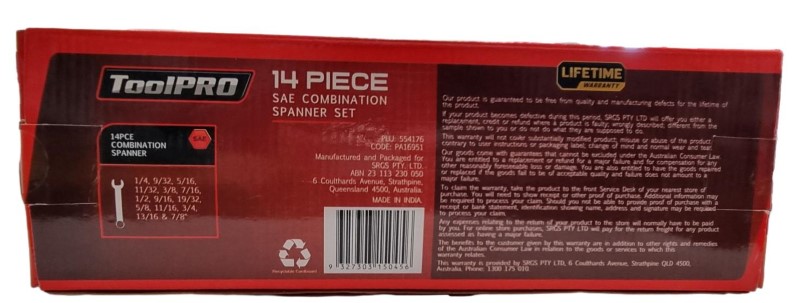 ToolPRO
14 PIECE
SAE COMBINATION
SPANNER SET
14PCE
COMBINATION
SPANNER
SAE
1/4, 9/32, 5/16,
11/32, 3/8, 7/16,
1/2, 9/16, 19/32,
5/8, 11/16, 3/4,
13/16 & 7/8"
PLU: 554176
CODE: PA16951
Manufactured and Packaged for
SRGS PTY. LTD.
ABN 23 113 230 050
6 Coulthards Avenue, Strathpine,
Queensland 4500, Australia.
MADE IN INDIA.
Recyclable Cardboard
9 327303 150456
LIFETIME
WARRANTY
Our product is guaranteed to be free from quality and manufacturing defects for the lifetime of
the product.
If your product becomes defective during this period, SRGS PTY LTD will offer you either a
replacement, credit or refund where a product is faulty; wrongly described; different from the
sample shown to you or do not do what they are supposed to do.
This warranty will not cover substantially modified product, misuse or abuse of the product,
contrary to user instructions or packaging label, change of mind and normal wear and tear.
Our goods come with guarantees that cannot be excluded under the Australian Consumer Law.
You are entitled to a replacement or refund for a major failure and for compensation for any
other reasonably foreseeable loss or damage. You are also entitled to have the goods repaired
or replaced if the goods fail to be of acceptable quality and failure does not amount to a
major failure.
To claim the warranty, take the product to the front Service Desk of your nearest store of
purchase. You will need to show receipt or other proof of purchase. Additional information may
be required to process your claim. Should you not be able to provide proof of purchase with a
receipt or bank statement, identification showing name, address and signature may be required
to process your claim.
Any expenses relating to the return of your product to the store will normally have to be paid
by you. For online store purchases, SRGS PTY LTD will pay for the return freight for any product
assessed as having a major failure.
The benefits to the customer given by this warranty are in addition to other rights and remedies
of the Australian Consumer Law in relation to the goods or services to which this
warranty relates.
This warranty is provided by SRGS PTY LTD, 6 Coulthards Avenue, Strathpine QLD 4500,
Australia. Phone: 1300 175 010.